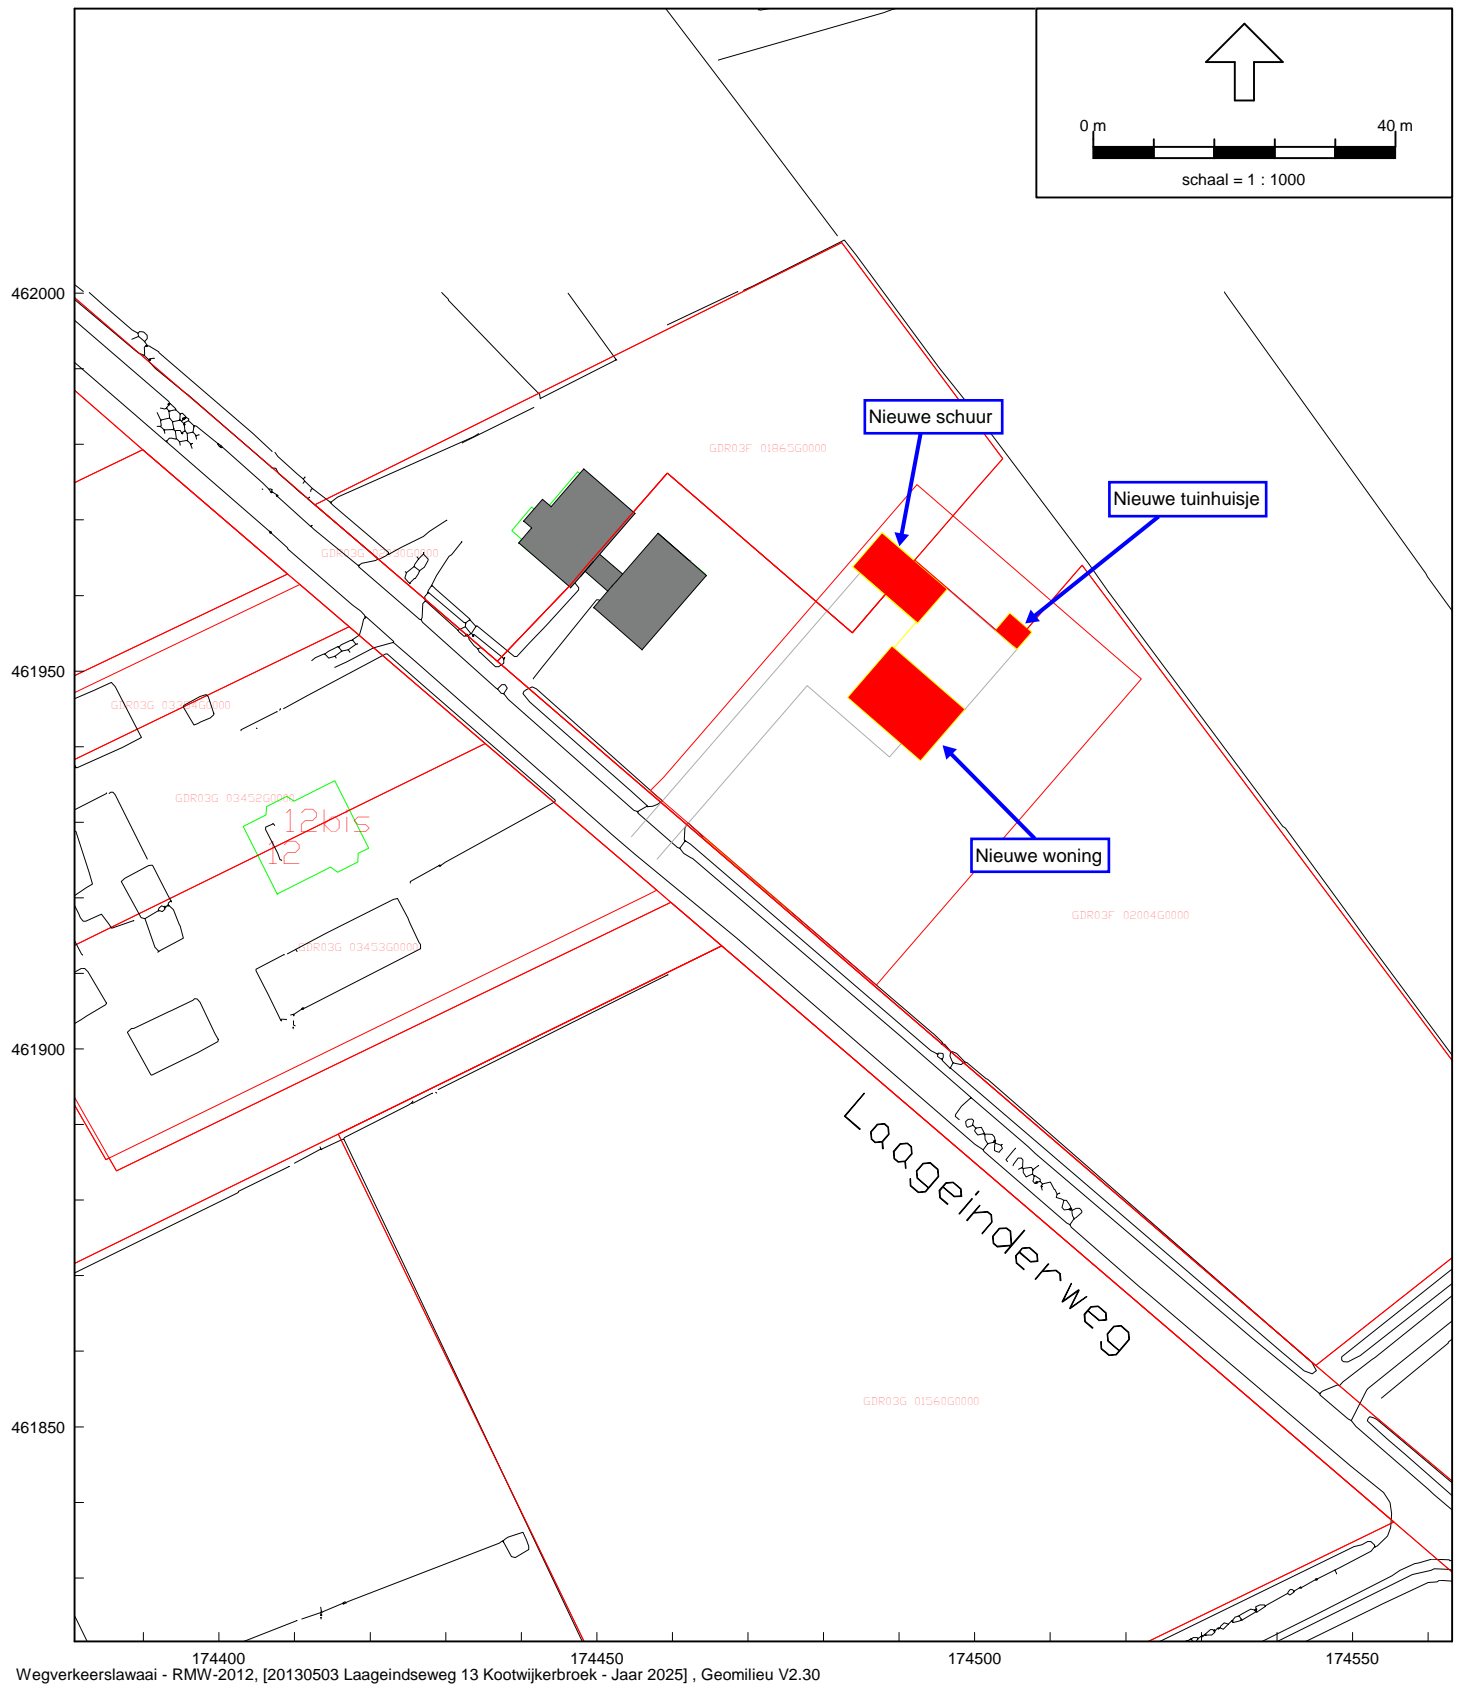 0 m
40 m
schaal = 1 : 1000
462000
Nieuwe schuur
GDR03F 01865G0000
Nieuwe tuinhuisje
461950
GDR03G 03452G0000
12bis
12
Nieuwe woning
GDR03F 02004G0000
GDR03G 03453G0000
461900
Laageinderweg
GDR03G 01560G0000
461850
174400
174450
174500
174550
Wegverkeerslawaai - RMW-2012, [20130503 Laageindseweg 13 Kootwijkerbroek - Jaar 2025] , Geomilieu V2.30